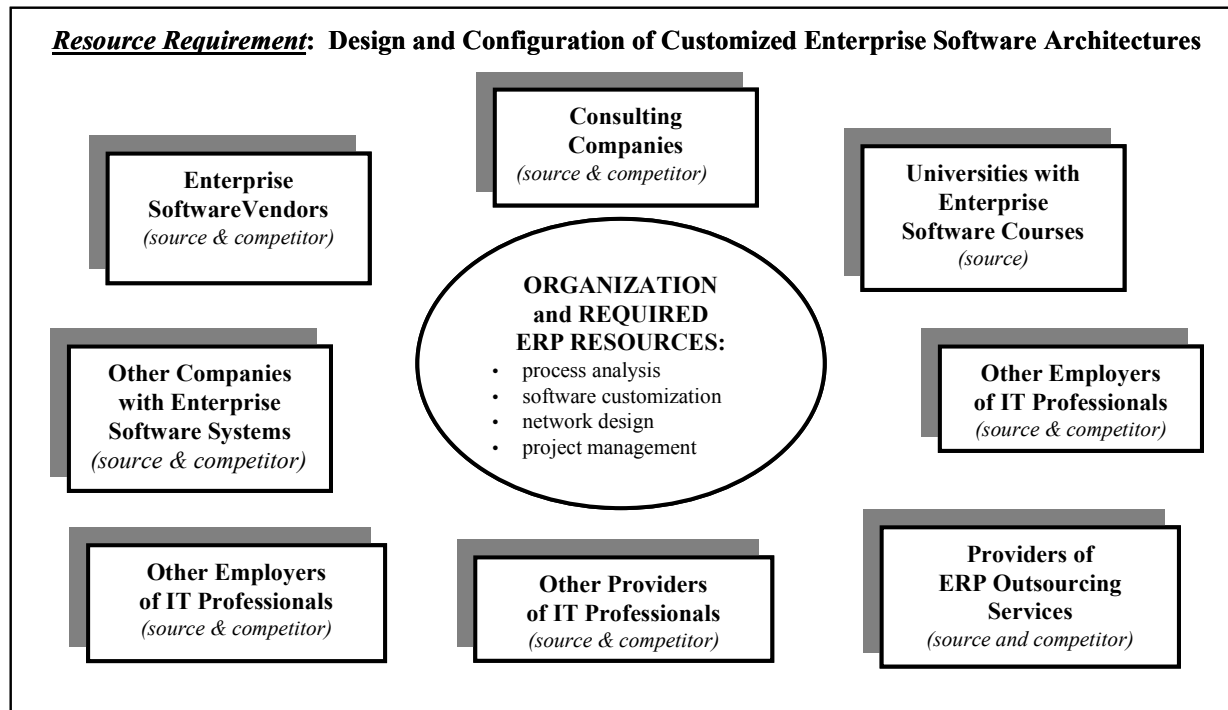 Resource Requirement: Design and Configuration of Customized Enterprise Software Architectures
Consulting
Companies
(source & competitor)
Enterprise
SoftwareVendors
(source & competitor)
Universities with
Enterprise
Software Courses
(source)
ORGANIZATION
and REQUIRED
ERP RESOURCES:
• process analysis
• software customization
• network design
• project management
Other Companies
with Enterprise
Software Systems
(source & competitor)
Other Employers
of IT Professionals
(source & competitor)
Other Employers
of IT Professionals
(source & competitor)
Other Providers
of IT Professionals
(source & competitor)
Providers of
ERP Outsourcing
Services
(source and competitor)